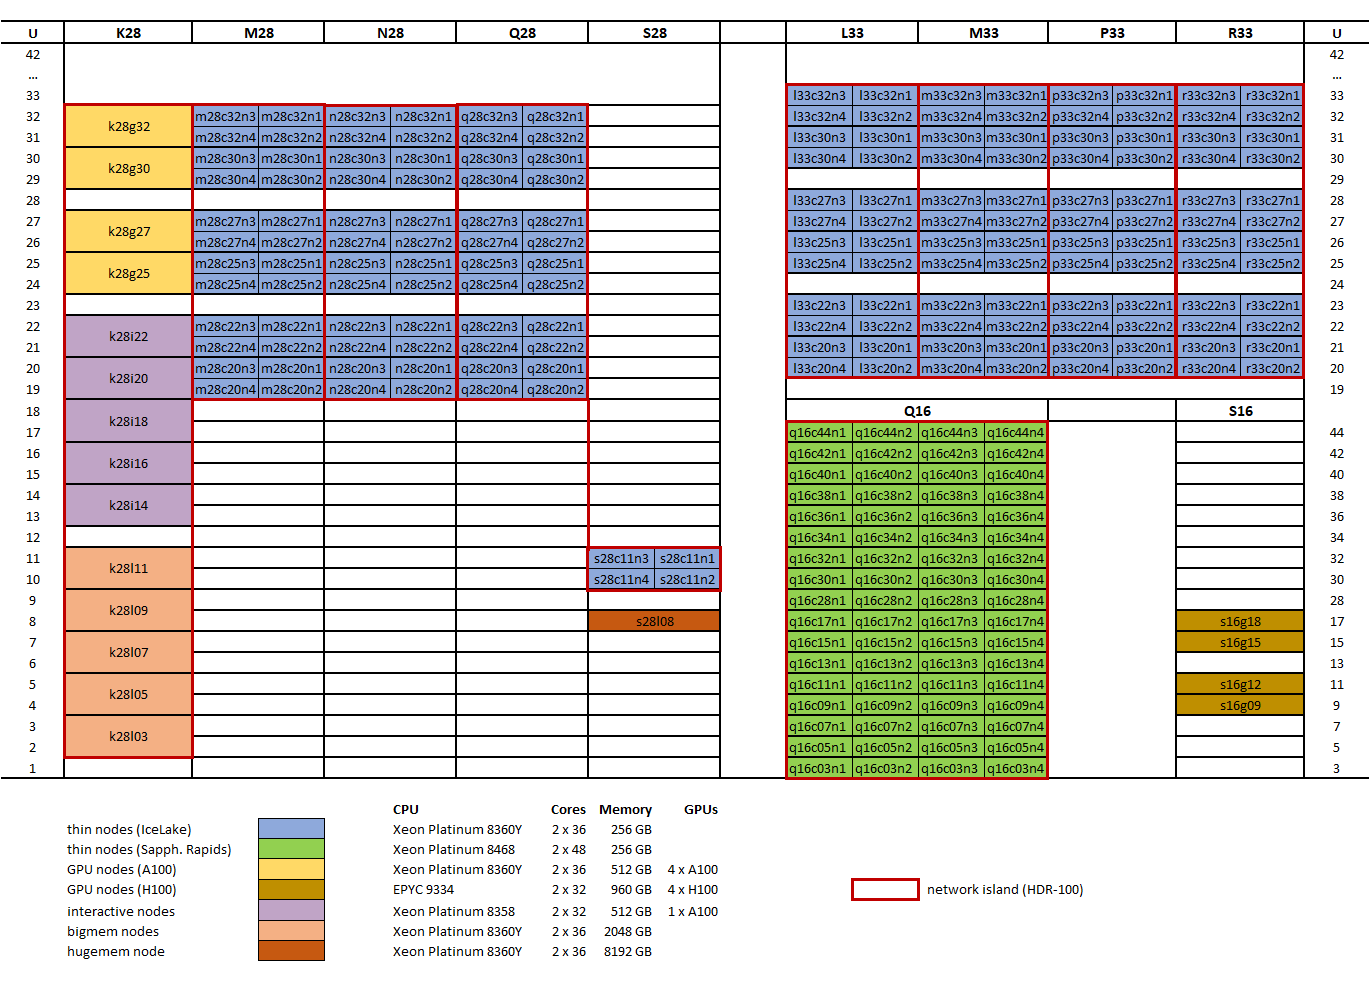 U K28 M28 N28 Q28 S28 L33 M33 P33 R33 U
42 42
... ...
33 l33c32n3 l33c32n1 m33c32n3 m33c32n1 p33c32n3 p33c32n1 r33c32n3 r33c32n1 33
32 k28g32 m28c32n3 m28c32n1 n28c32n3 n28c32n1 q28c32n3 q28c32n1 l33c32n4 l33c32n2 m33c32n4 m33c32n2 p33c32n4 p33c32n2 r33c32n4 r33c32n2 32
31 m28c32n4 m28c32n2 n28c32n4 n28c32n2 q28c32n4 q28c32n2 l33c30n3 l33c30n1 m33c30n3 m33c30n1 p33c30n3 p33c30n1 r33c30n3 r33c30n1 31
30 k28g30 m28c30n3 m28c30n1 n28c30n3 n28c30n1 q28c30n3 q28c30n1 l33c30n4 l33c30n2 m33c30n4 m33c30n2 p33c30n4 p33c30n2 r33c30n4 r33c30n2 30
29 m28c30n4 m28c30n2 n28c30n4 n28c30n2 q28c30n4 q28c30n2 29
28 l33c27n3 l33c27n1 m33c27n3 m33c27n1 p33c27n3 p33c27n1 r33c27n3 r33c27n1 28
27 k28g27 m28c27n3 m28c27n1 n28c27n3 n28c27n1 q28c27n3 q28c27n1 l33c27n4 l33c27n2 m33c27n4 m33c27n2 p33c27n4 p33c27n2 r33c27n4 r33c27n2 27
26 m28c27n4 m28c27n2 n28c27n4 n28c27n2 q28c27n4 q28c27n2 l33c25n3 l33c25n1 m33c25n3 m33c25n1 p33c25n3 p33c25n1 r33c25n3 r33c25n1 26
25 k28g25 m28c25n3 m28c25n1 n28c25n3 n28c25n1 q28c25n3 q28c25n1 l33c25n4 l33c25n2 m33c25n4 m33c25n2 p33c25n4 p33c25n2 r33c25n4 r33c25n2 25
24 m28c25n4 m28c25n2 n28c25n4 n28c25n2 q28c25n4 q28c25n2 24
23 l33c22n3 l33c22n1 m33c22n3 m33c22n1 p33c22n3 p33c22n1 r33c22n3 r33c22n1 23
22 k28i22 m28c22n3 m28c22n1 n28c22n3 n28c22n1 q28c22n3 q28c22n1 l33c22n4 l33c22n2 m33c22n4 m33c22n2 p33c22n4 p33c22n2 r33c22n4 r33c22n2 22
21 m28c22n4 m28c22n2 n28c22n4 n28c22n2 q28c22n4 q28c22n2 l33c20n3 l33c20n1 m33c20n3 m33c20n1 p33c20n3 p33c20n1 r33c20n3 r33c20n1 21
20 k28i20 m28c20n3 m28c20n1 n28c20n3 n28c20n1 q28c20n3 q28c20n1 l33c20n4 l33c20n2 m33c20n4 m33c20n2 p33c20n4 p33c20n2 r33c20n4 r33c20n2 20
19 m28c20n4 m28c20n2 n28c20n4 n28c20n2 q28c20n4 q28c20n2 19
18 k28i18 Q16 S16
17 q16c44n1 q16c44n2 q16c44n3 q16c44n4 44
16 k28i16 q16c42n1 q16c42n2 q16c42n3 q16c42n4 42
15 q16c40n1 q16c40n2 q16c40n3 q16c40n4 40
14 k28i14 q16c38n1 q16c38n2 q16c38n3 q16c38n4 38
13 q16c36n1 q16c36n2 q16c36n3 q16c36n4 36
12 q16c34n1 q16c34n2 q16c34n3 q16c34n4 34
11 k28l11 s28c11n3 s28c11n1 q16c32n1 q16c32n2 q16c32n3 q16c32n4 32
10 s28c11n4 s28c11n2 q16c30n1 q16c30n2 q16c30n3 q16c30n4 30
9 k28l09 q16c28n1 q16c28n2 q16c28n3 q16c28n4 28
8 s28l08 q16c17n1 q16c17n2 q16c17n3 q16c17n4 s16g18 17
7 k28l07 q16c15n1 q16c15n2 q16c15n3 q16c15n4 s16g15 15
6 q16c13n1 q16c13n2 q16c13n3 q16c13n4 13
5 k28l05 q16c11n1 q16c11n2 q16c11n3 q16c11n4 s16g12 11
4 q16c09n1 q16c09n2 q16c09n3 q16c09n4 s16g09 9
3 k28l03 q16c07n1 q16c07n2 q16c07n3 q16c07n4 7
2 q16c05n1 q16c05n2 q16c05n3 q16c05n4 5
1 q16c03n1 q16c03n2 q16c03n3 q16c03n4 3
CPU Cores Memory GPUs
thin nodes (IceLake) Xeon Platinum 8360Y 2 x 36 256 GB
thin nodes (Sapph. Rapids) Xeon Platinum 8468 2 x 48 256 GB
GPU nodes (A100) Xeon Platinum 8360Y 2 x 36 512 GB 4 x A100
GPU nodes (H100) EPYC 9334 2 x 32 960 GB 4 x H100 network island (HDR-100)
interactive nodes Xeon Platinum 8358 2 x 32 512 GB 1 x A100
bigmem nodes Xeon Platinum 8360Y 2 x 36 2048 GB
hugemem node Xeon Platinum 8360Y 2 x 36 8192 GB